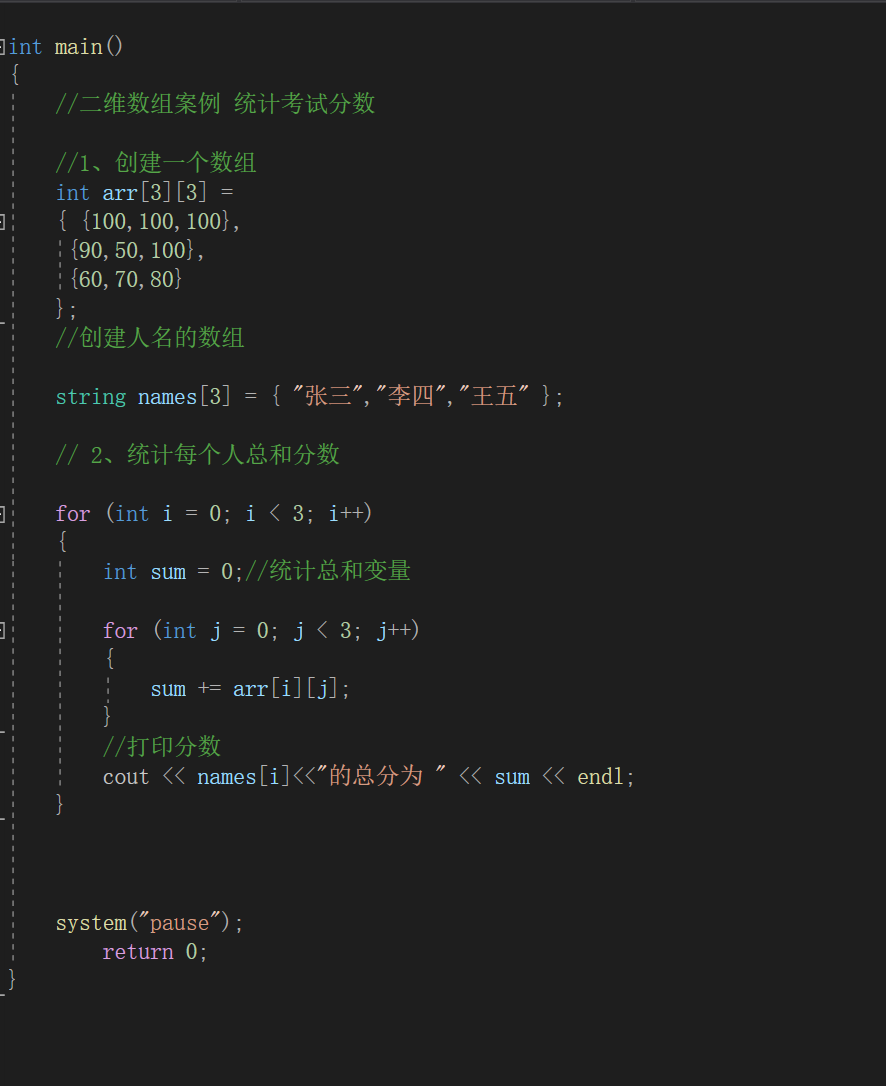 int main()
{
//二维数组案例 统计考试分数
//1、创建一个数组
int arr[3][3] =
{ {100,100,100},
{90,50,100},
{60,70,80}
};
//创建人名的数组
string names[3] = { "张三","李四","王五" };
// 2、统计每个人总和分数
for (int i = 0; i < 3; i++)
{
int sum = 0;//统计总和变量
for (int j = 0; j < 3; j++)
{
sum += arr[i][j];
}
//打印分数
cout << names[i]<<"的总分为 " << sum << endl;
}
system("pause");
return 0;
}